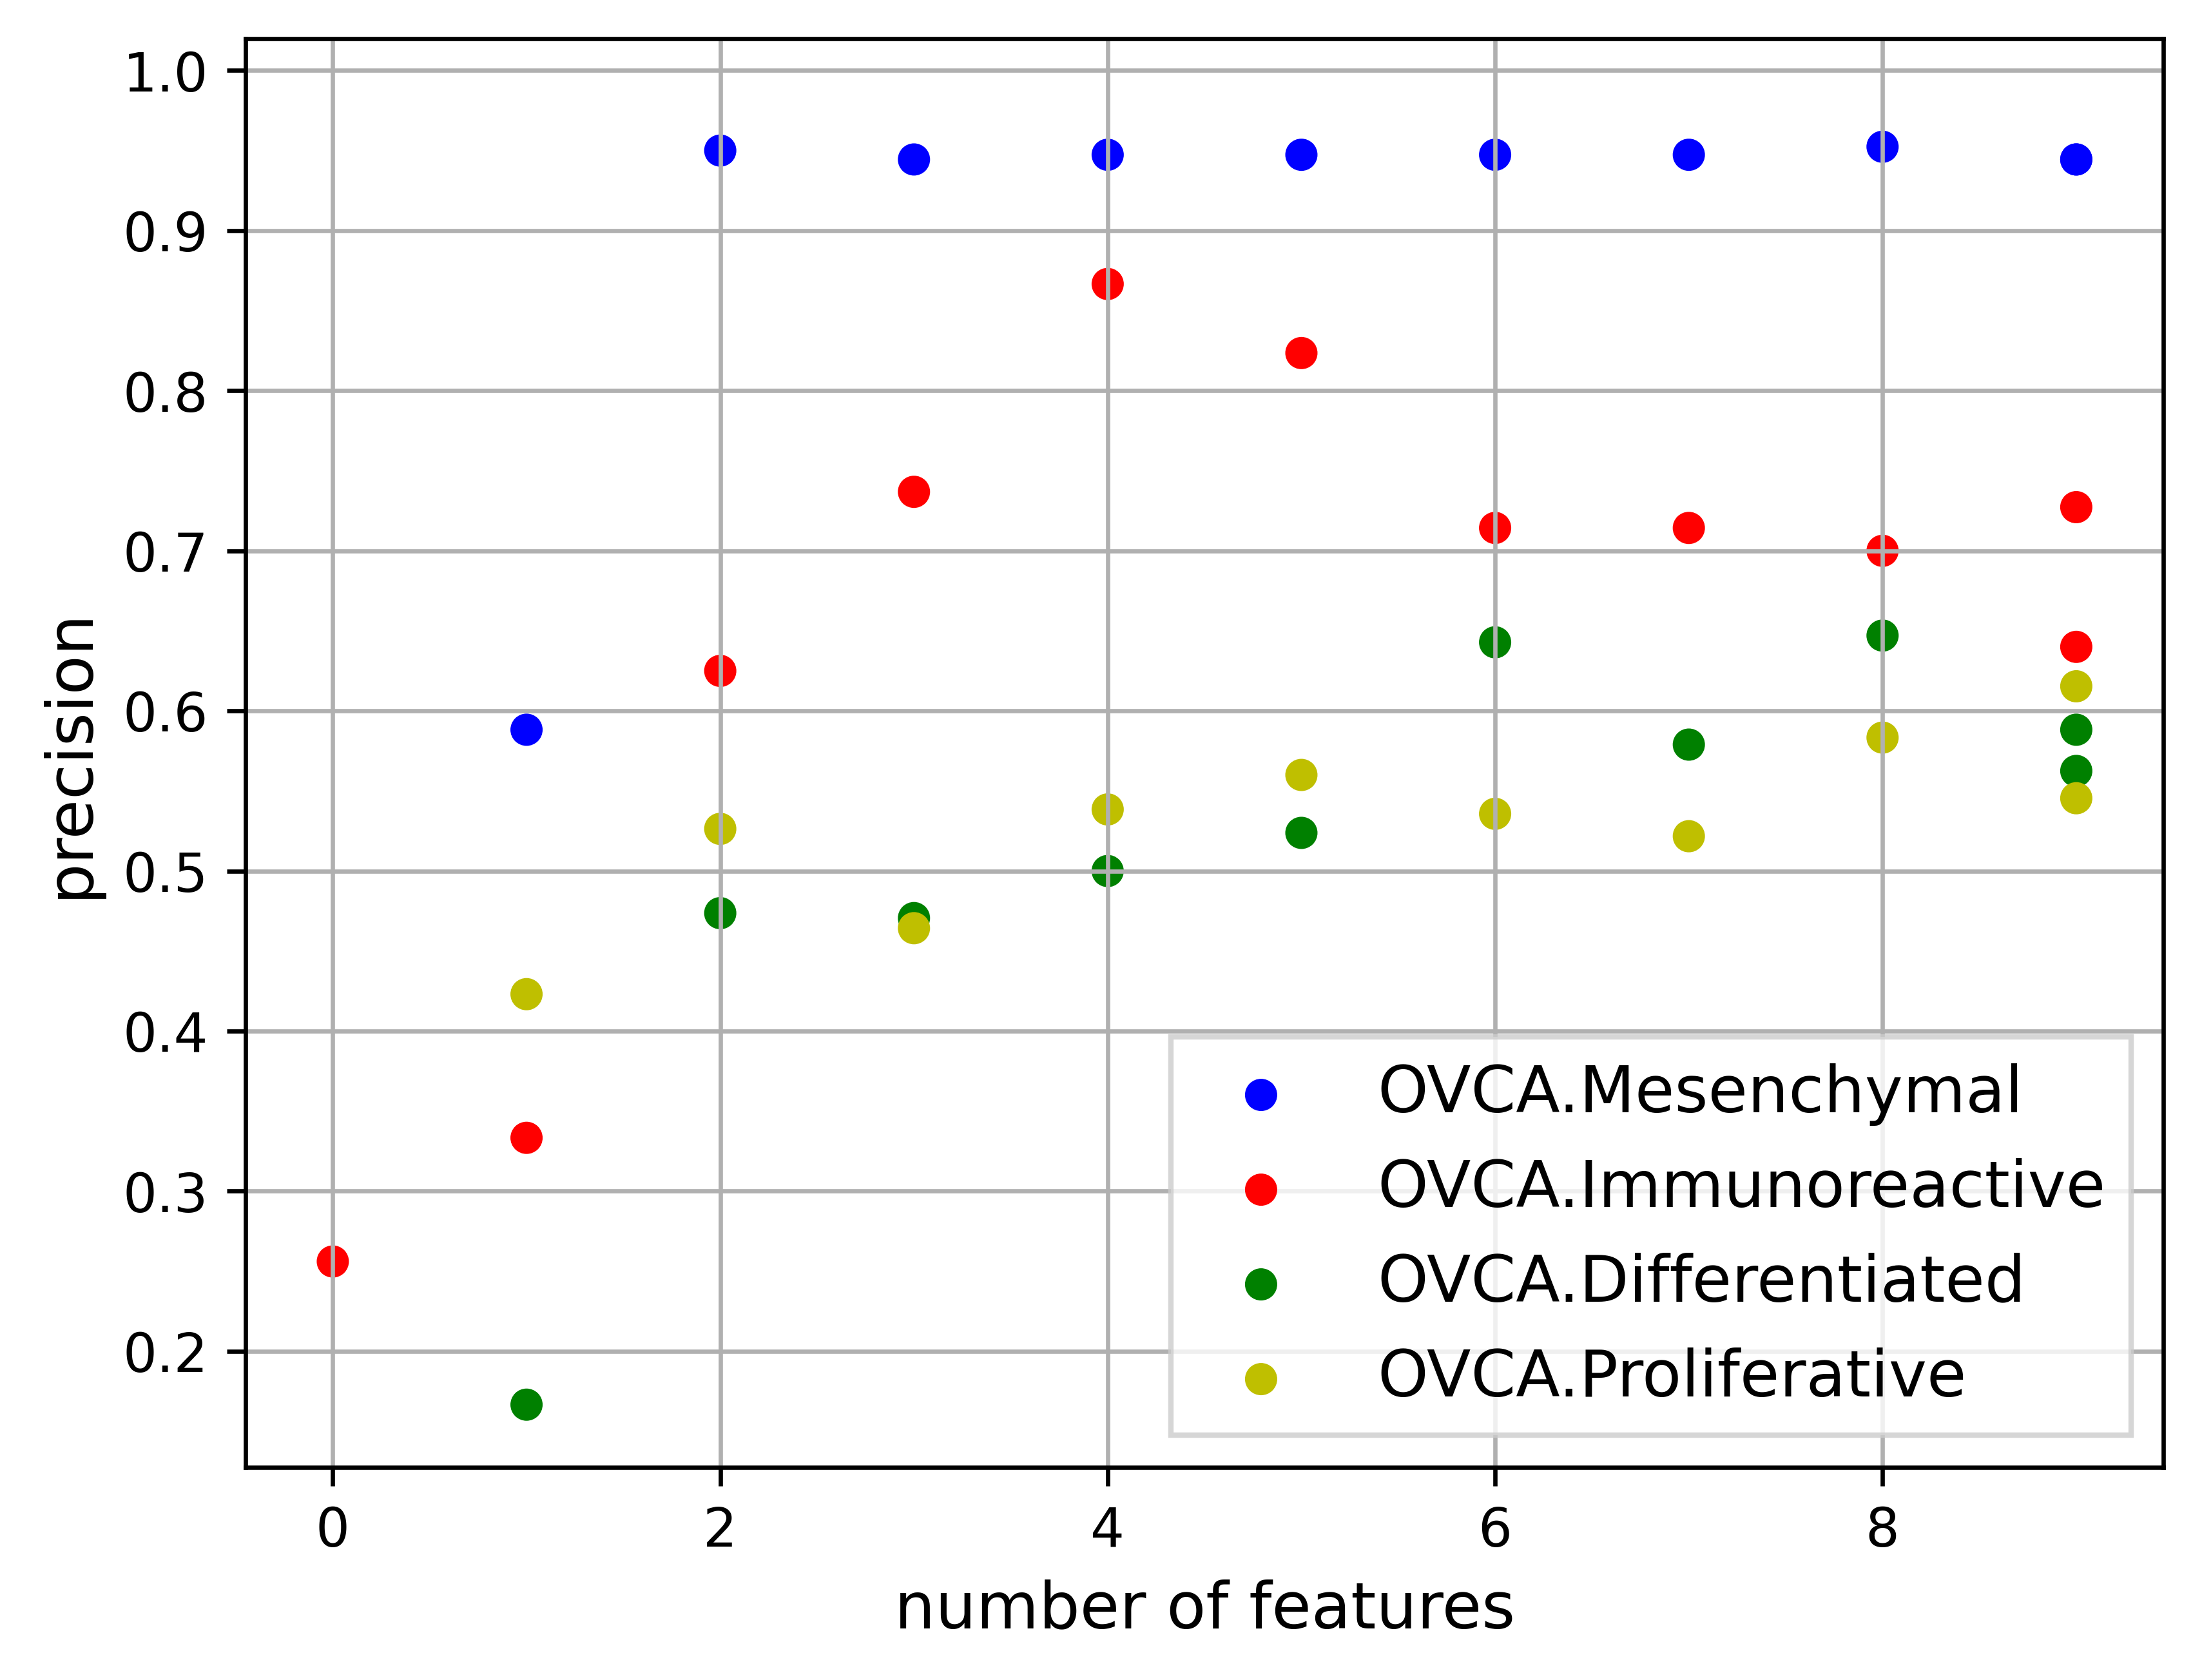 1.0
0.9
0.8
0.7
0.6
0.5
0.4
0.3
0.2
precision
0 2 4 6 8
number of features
OVCA.Mesenchymal
OVCA.Immunoreactive
OVCA.Differentiated
OVCA.Proliferative